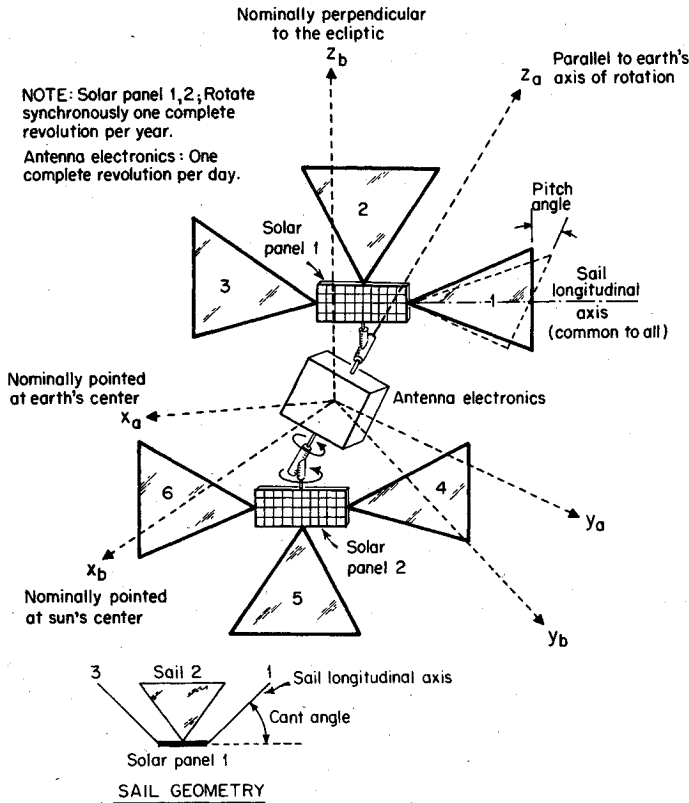 Nominally perpendicular
to the ecliptic
z_b
Parallel to earth's
axis of rotation
z_a
NOTE: Solar panel 1,2; Rotate
synchronously one complete
revolution per year.
Antenna electronics: One
complete revolution per day.
Pitch
angle
2
Solar
panel 1
3
1
Sail
longitudinal
axis
(common to all)
Nominally pointed
at earth's center
x_a
Antenna electronics
6
4
y_a
x_b
Solar
panel 2
Nominally pointed
at sun's center
5
y_b
3
Sail 2
1
Sail longitudinal axis
Cant angle
Solar panel 1
SAIL GEOMETRY